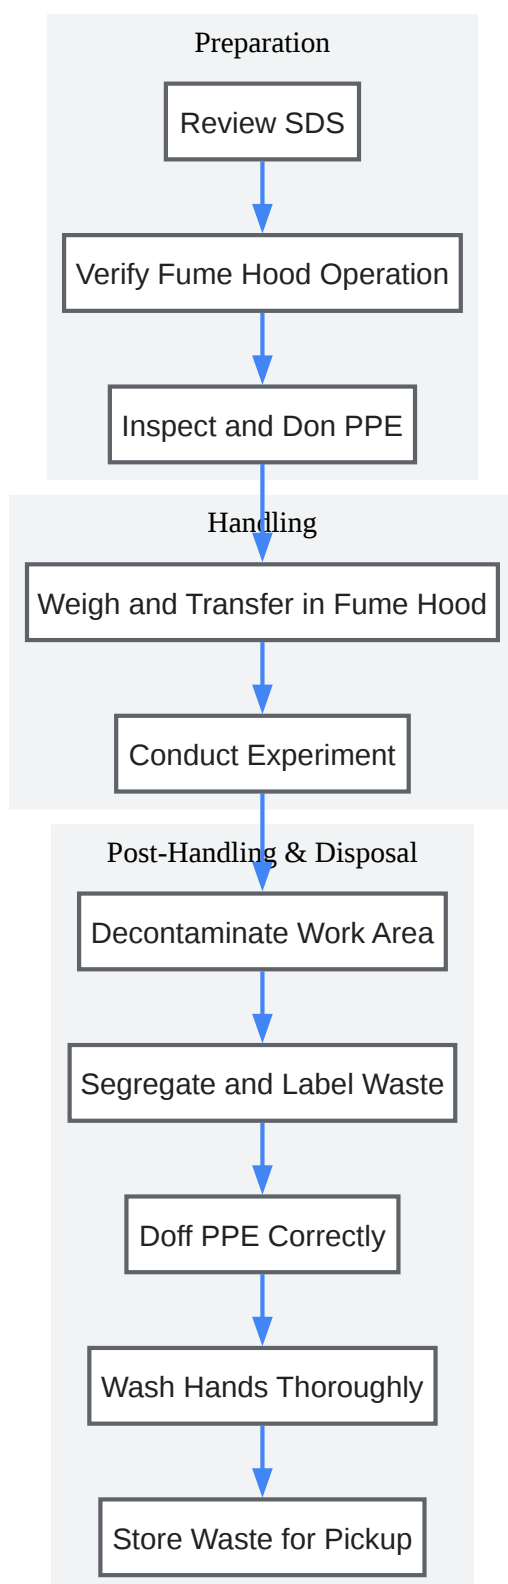 Preparation
Review SDS
Verify Fume Hood Operation
Inspect and Don PPE
Handling
Weigh and Transfer in Fume Hood
Conduct Experiment
Post-Handling & Disposal
Decontaminate Work Area
Segregate and Label Waste
Doff PPE Correctly
Wash Hands Thoroughly
Store Waste for Pickup